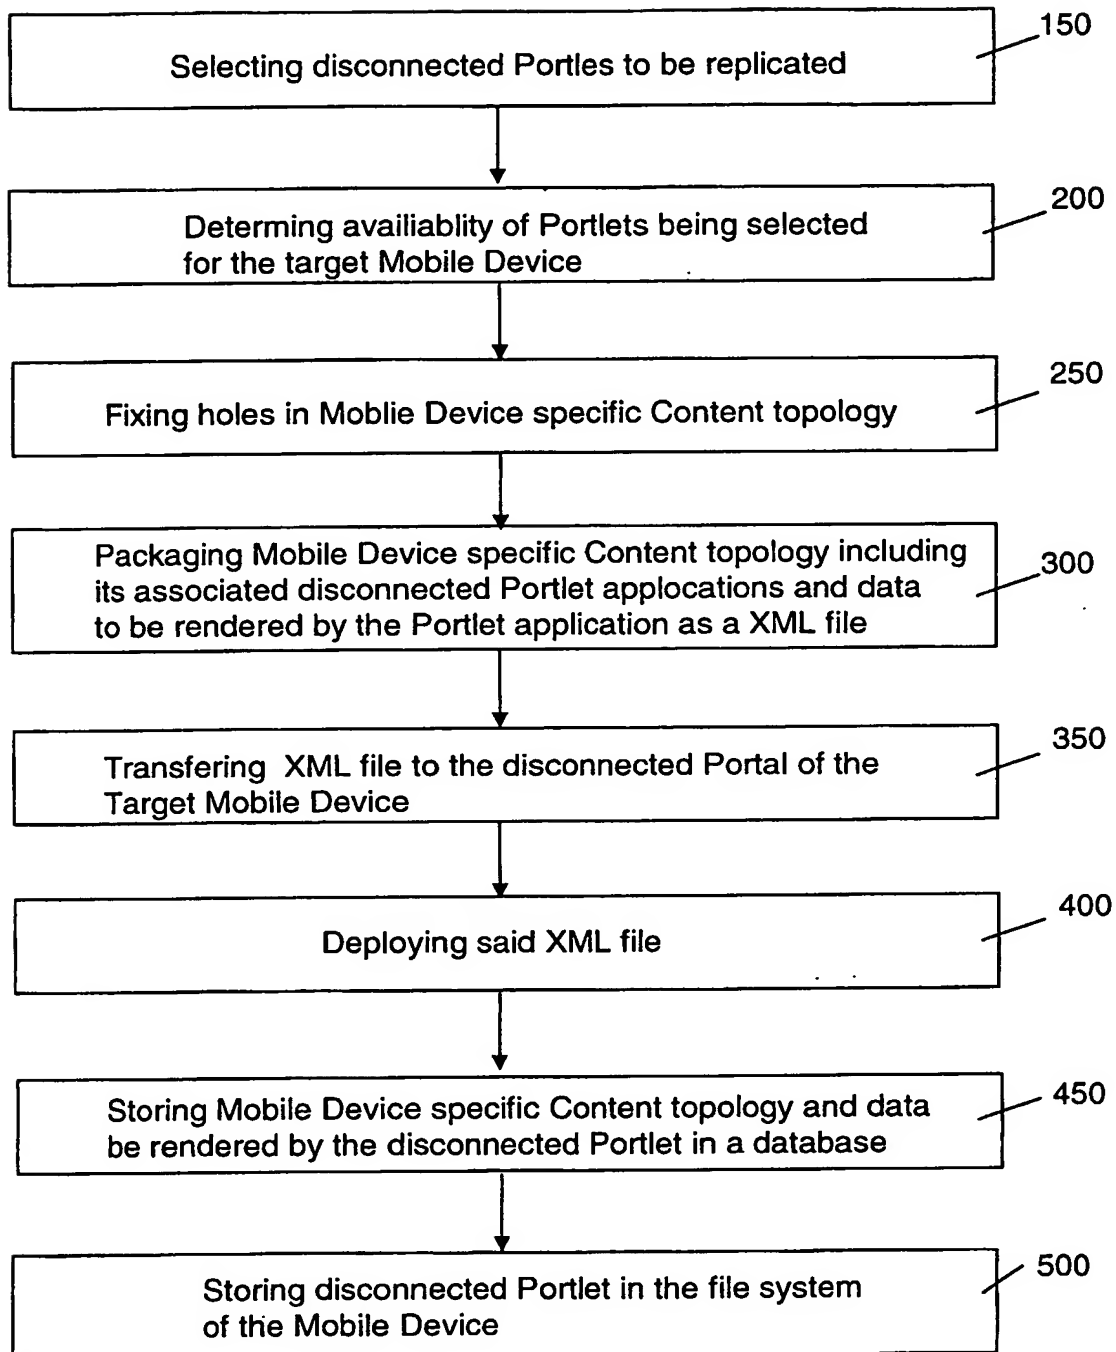 150
Selecting disconnected Portles to be replicated
200
Determing availiablity of Portlets being selected
for the target Mobile Device
250
Fixing holes in Moblie Device specific Content topology
Packaging Mobile Device specific Content topology including
300
its associated disconnected Portlet applocations and data
to be rendered by the Portlet application as a XML file
350
Transfering XML file to the disconnected Portal of the
Target Mobile Device
400
Deploying said XML file
450
Storing Mobile Device specific Content topology and data
be rendered by the disconnected Portlet in a database
500
Storing disconnected Portlet in the file system
of the Mobile Device